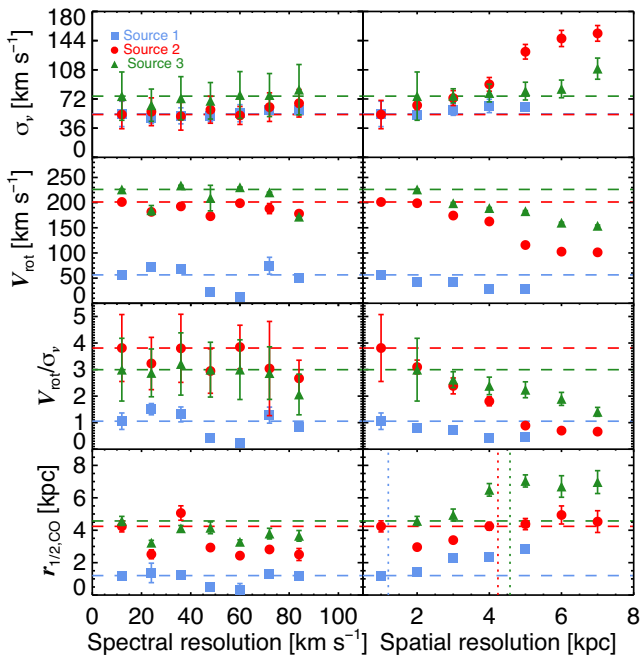 180
144
108
72
36
0
σv [km s⁻¹]
Source 1
Source 2
Source 3
250
200
150
100
50
0
Vrot [km s⁻¹]
5
4
3
2
1
0
Vrot/σv
8
6
4
2
0
r1/2,CO [kpc]
0 20 40 60 80 100
2 4 6 8
Spectral resolution [km s⁻¹]
Spatial resolution [kpc]